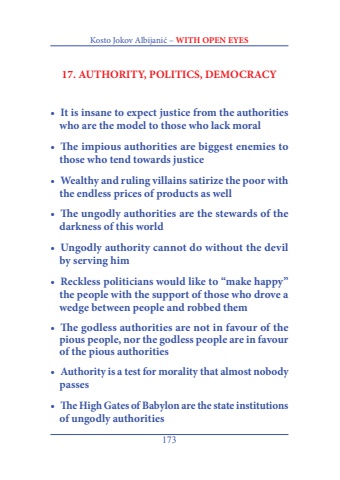 Kosto Jokov Albijanić – WITH OPEN EYES
17. AUTHORITY, POLITICS, DEMOCRACY
• It is insane to expect justice from the authorities
who are the model to those who lack moral
• The impious authorities are biggest enemies to
those who tend towards justice
• Wealthy and ruling villains satirize the poor with
the endless prices of products as well
• The ungodly authorities are the stewards of the
darkness of this world
• Ungodly authority cannot do without the devil
by serving him
• Reckless politicians would like to “make happy”
the people with the support of those who drove a
wedge between people and robbed them
• The godless authorities are not in favour of the
pious people, nor the godless people are in favour
of the pious authorities
• Authority is a test for morality that almost nobody
passes
• The High Gates of Babylon are the state institutions
of ungodly authorities
173